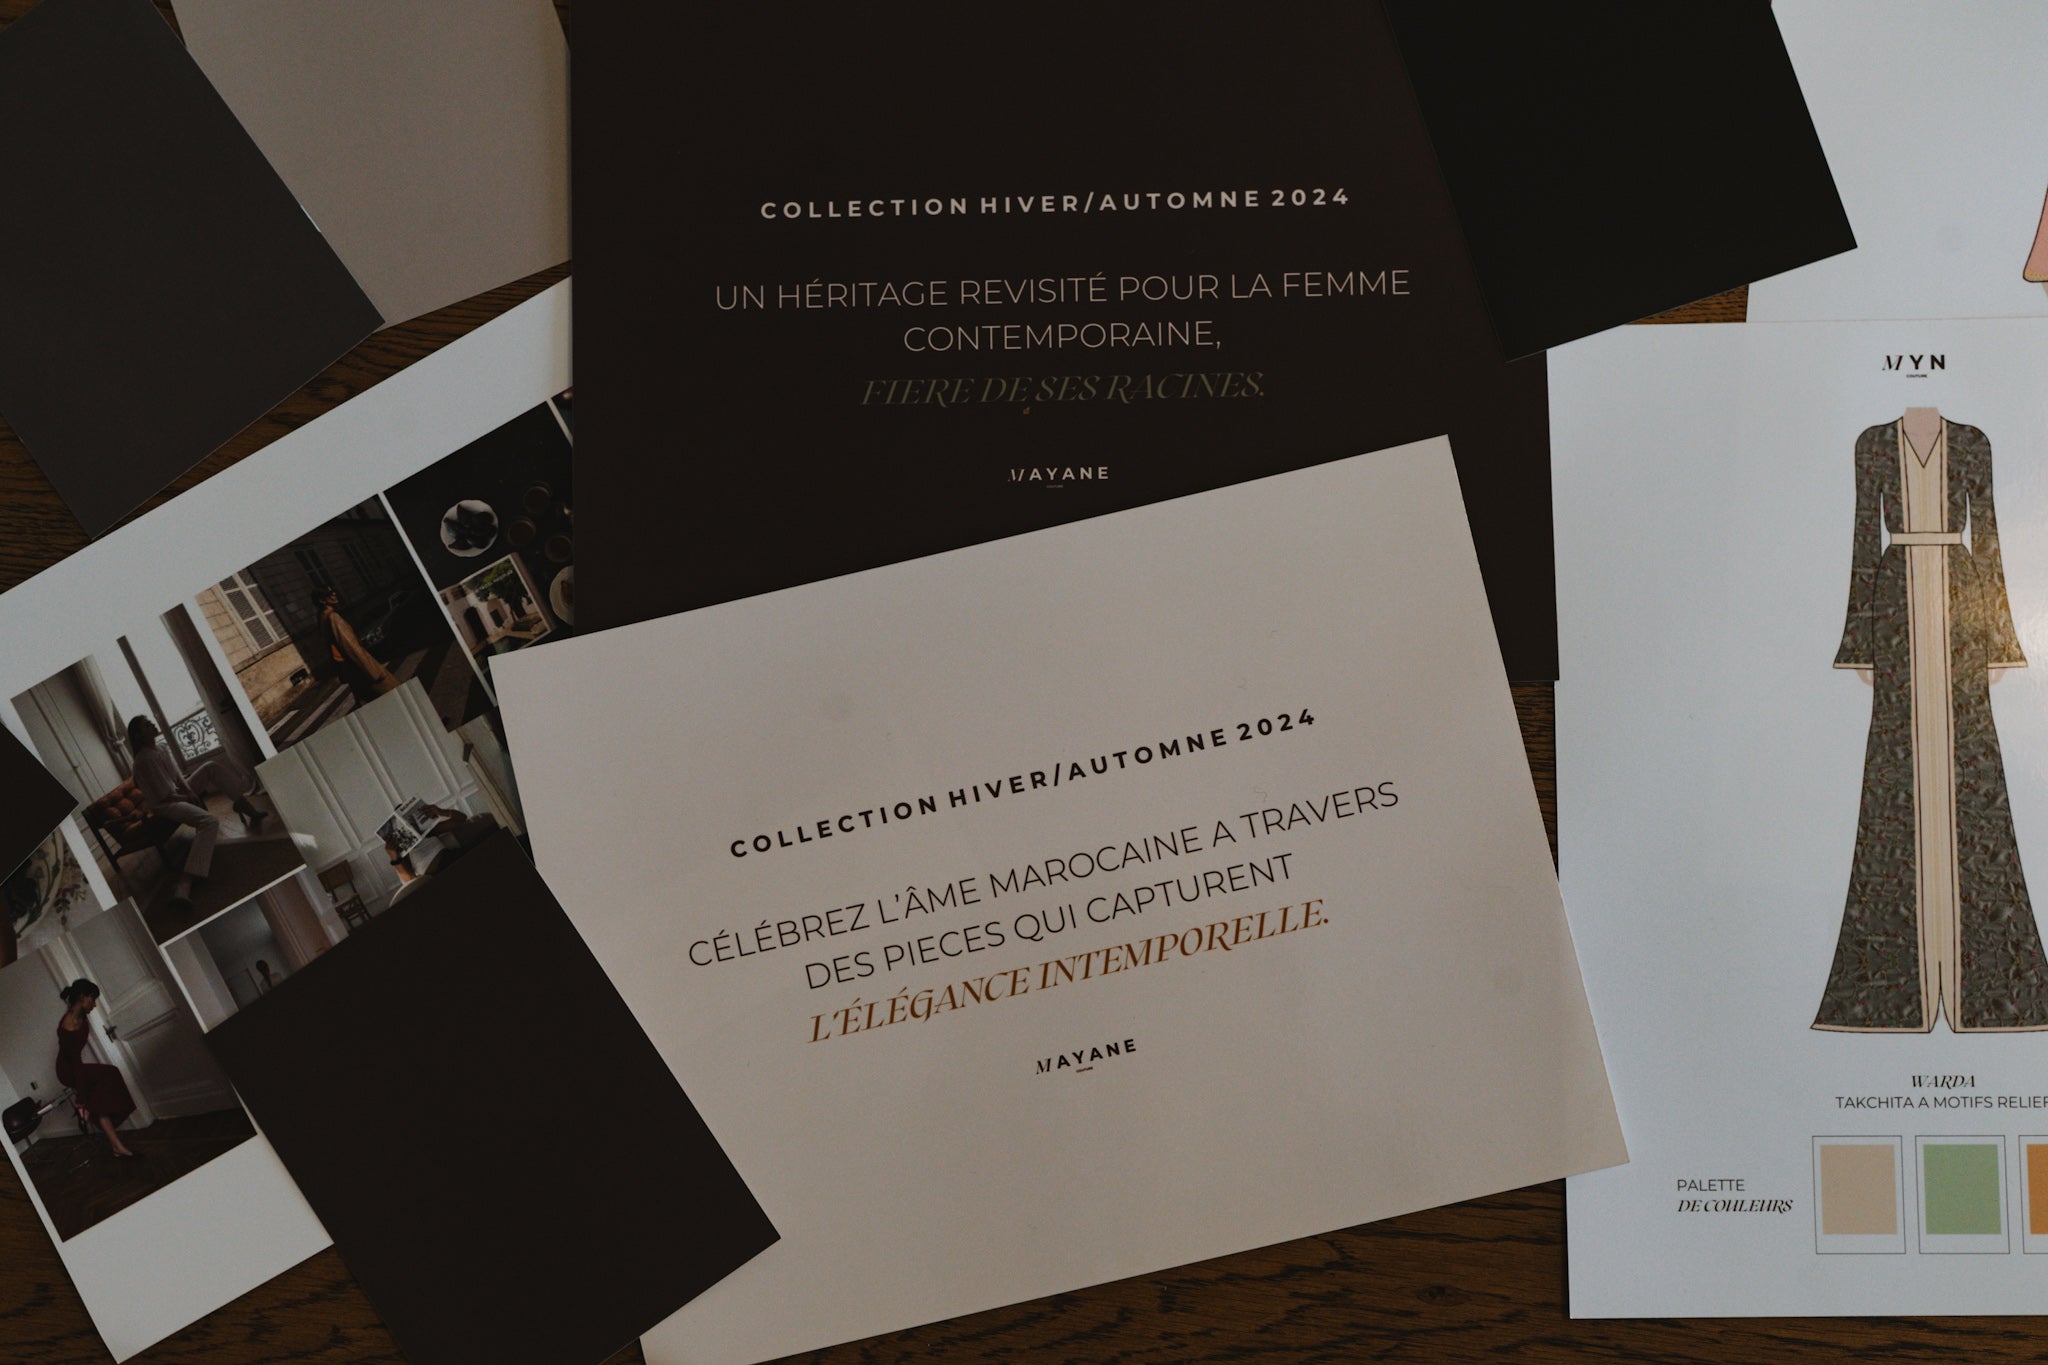 COLLECTION HIVER/AUTOMNE 2024
UN HÉRITAGE REVISITÉ POUR LA FEMME
CONTEMPORAINE,
FIERE DE SES RACINES.
MAYANE
COLLECTION HIVER/AUTOMNE 2024
CÉLÉBREZ L'ÂME MAROCAINE A TRAVERS
DES PIECES QUI CAPTURENT
L'ÉLÉGANCE INTEMPORELLE.
MAYANE
COUTURE
MYN
COUTURE
WARDA
TAKCHITA A MOTIFS RELIEF
PALETTE
DE COULEURS